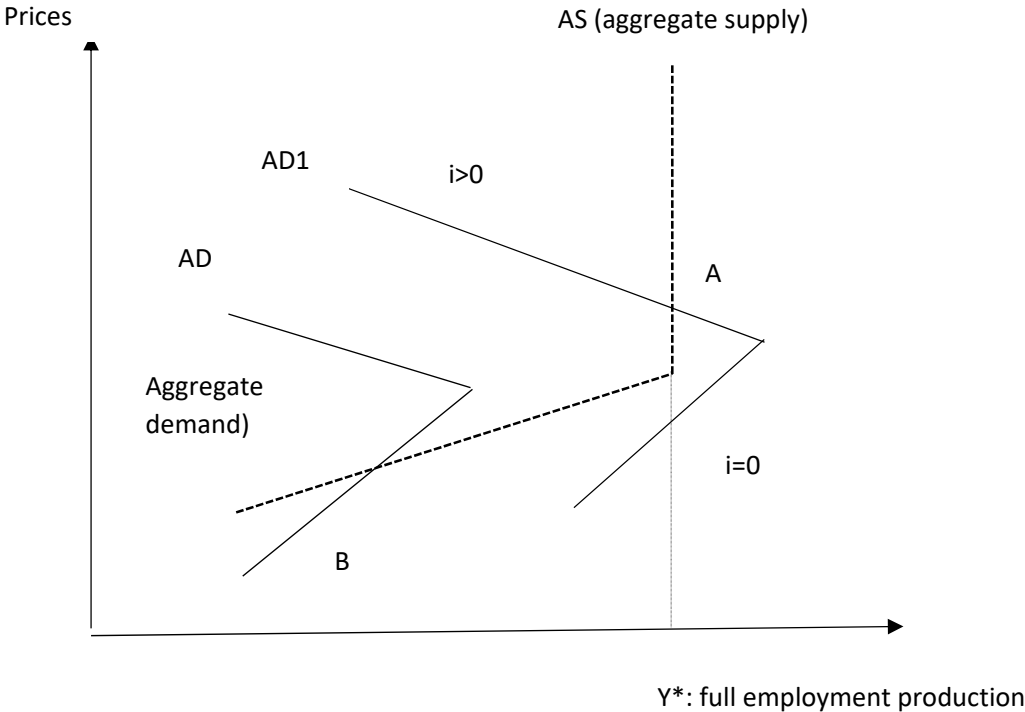 Prices
AS (aggregate supply)
AD1
i>0
AD
A
Aggregate
demand)
i=0
B
Y*: full employment production